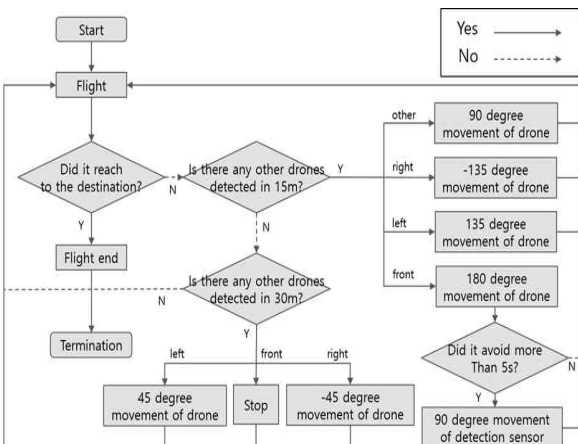 Start
Yes
No
Flight
Did it reach
to the destination?
N
Y
Is there any other drones
detected in 15m?
Y
N
other
90 degree
movement of drone
right
-135 degree
movement of drone
left
135 degree
movement of drone
front
180 degree
movement of drone
Flight end
Is there any other drones
detected in 30m?
N
Y
Termination
Did it avoid more
Than 5s?
N
Y
left
front
right
45 degree
movement of drone
Stop
-45 degree
movement of drone
90 degree movement
of detection sensor